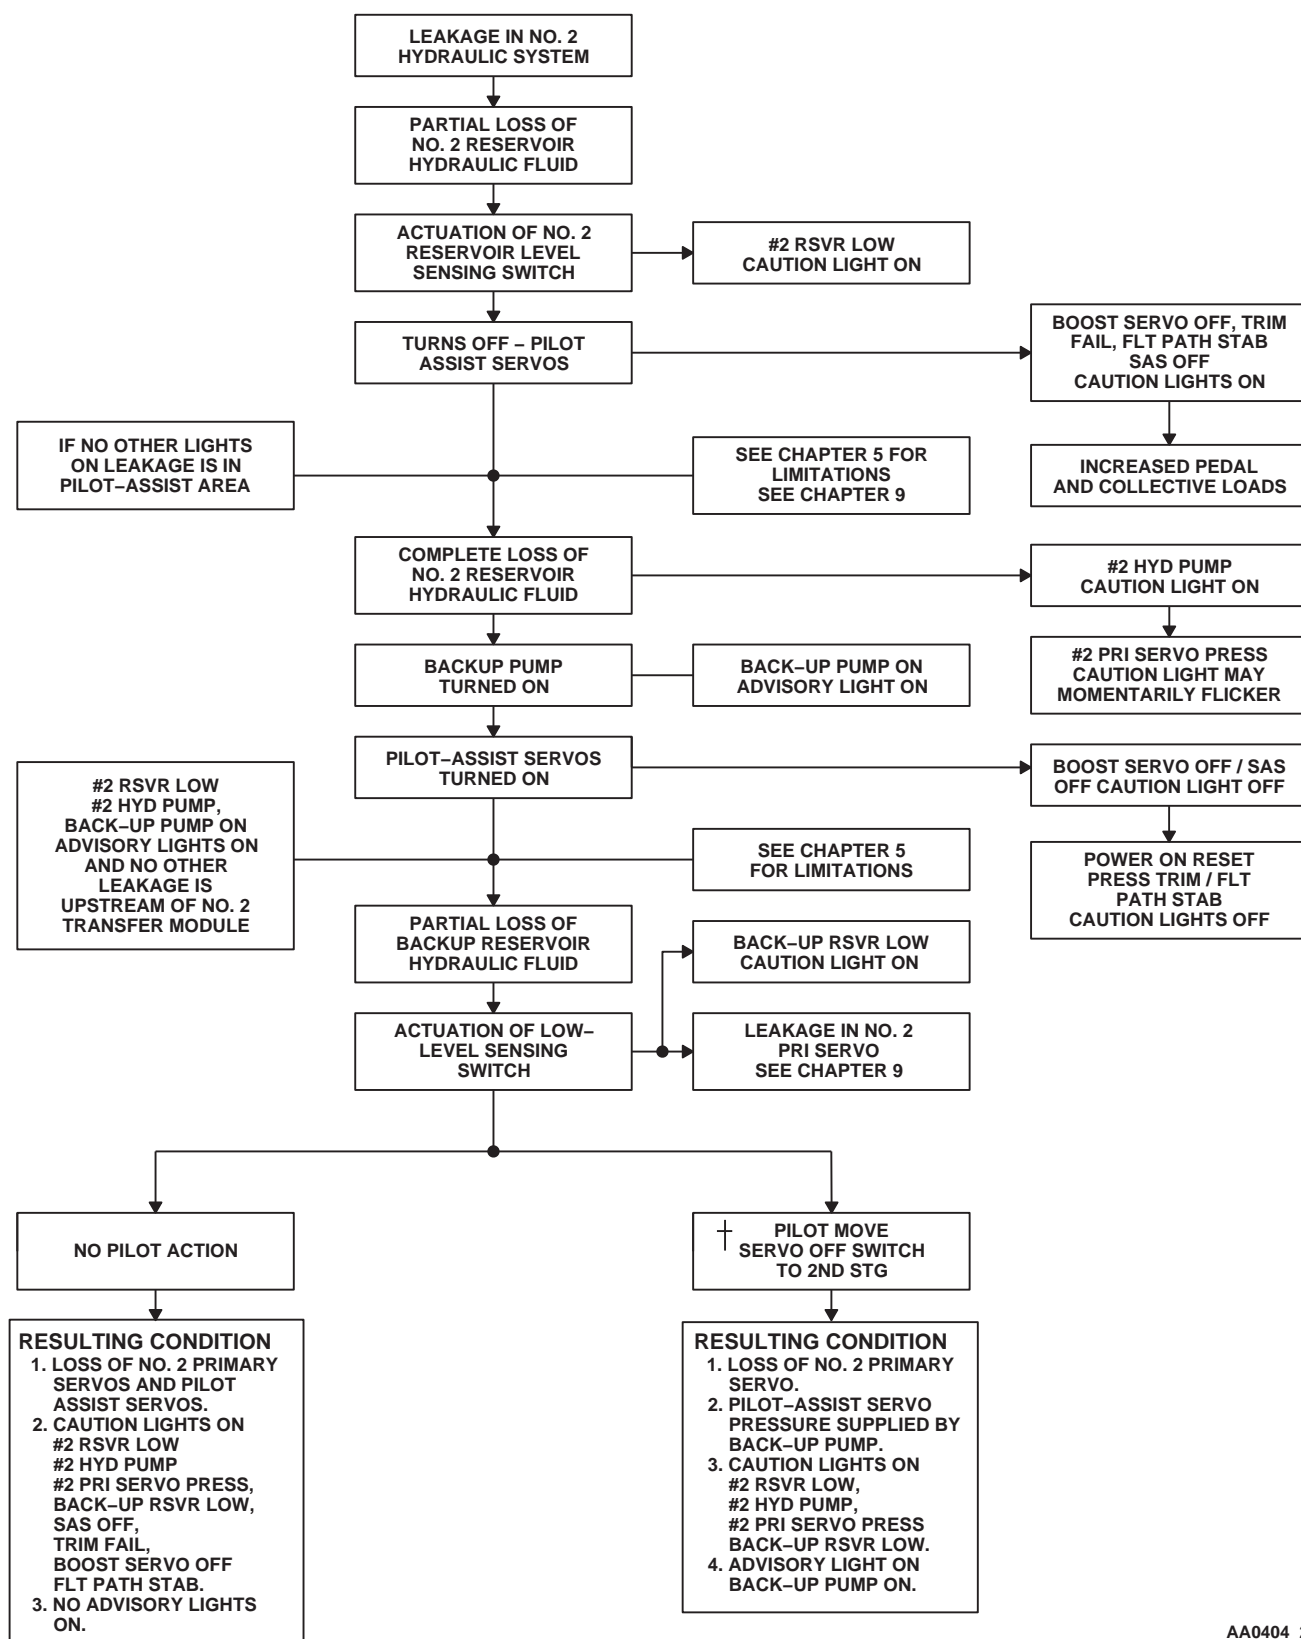 LEAKAGE IN NO. 2
HYDRAULIC SYSTEM
PARTIAL LOSS OF
NO. 2 RESERVOIR
HYDRAULIC FLUID
ACTUATION OF NO. 2
RESERVOIR LEVEL
SENSING SWITCH
#2 RSVR LOW
CAUTION LIGHT ON
TURNS OFF – PILOT
ASSIST SERVOS
BOOST SERVO OFF, TRIM
FAIL, FLT PATH STAB
SAS OFF
CAUTION LIGHTS ON
IF NO OTHER LIGHTS
ON LEAKAGE IS IN
PILOT–ASSIST AREA
SEE CHAPTER 5 FOR
LIMITATIONS
SEE CHAPTER 9
INCREASED PEDAL
AND COLLECTIVE LOADS
COMPLETE LOSS OF
NO. 2 RESERVOIR
HYDRAULIC FLUID
#2 HYD PUMP
CAUTION LIGHT ON
BACKUP PUMP
TURNED ON
BACK–UP PUMP ON
ADVISORY LIGHT ON
#2 PRI SERVO PRESS
CAUTION LIGHT MAY
MOMENTARILY FLICKER
PILOT–ASSIST SERVOS
TURNED ON
BOOST SERVO OFF / SAS
OFF CAUTION LIGHT OFF
#2 RSVR LOW
#2 HYD PUMP,
BACK–UP PUMP ON
ADVISORY LIGHTS ON
AND NO OTHER
LEAKAGE IS
UPSTREAM OF NO. 2
TRANSFER MODULE
SEE CHAPTER 5
FOR LIMITATIONS
POWER ON RESET
PRESS TRIM / FLT
PATH STAB
CAUTION LIGHTS OFF
PARTIAL LOSS OF
BACKUP RESERVOIR
HYDRAULIC FLUID
BACK–UP RSVR LOW
CAUTION LIGHT ON
ACTUATION OF LOW–
LEVEL SENSING
SWITCH
LEAKAGE IN NO. 2
PRI SERVO
SEE CHAPTER 9
NO PILOT ACTION
† PILOT MOVE
SERVO OFF SWITCH
TO 2ND STG
RESULTING CONDITION
1. LOSS OF NO. 2 PRIMARY
SERVOS AND PILOT
ASSIST SERVOS.
2. CAUTION LIGHTS ON
#2 RSVR LOW
#2 HYD PUMP
#2 PRI SERVO PRESS,
BACK–UP RSVR LOW,
SAS OFF,
TRIM FAIL,
BOOST SERVO OFF
FLT PATH STAB.
3. NO ADVISORY LIGHTS
ON.
RESULTING CONDITION
1. LOSS OF NO. 2 PRIMARY
SERVO.
2. PILOT–ASSIST SERVO
PRESSURE SUPPLIED BY
BACK–UP PUMP.
3. CAUTION LIGHTS ON
#2 RSVR LOW,
#2 HYD PUMP,
#2 PRI SERVO PRESS
BACK–UP RSVR LOW.
4. ADVISORY LIGHT ON
BACK–UP PUMP ON.
AA0404